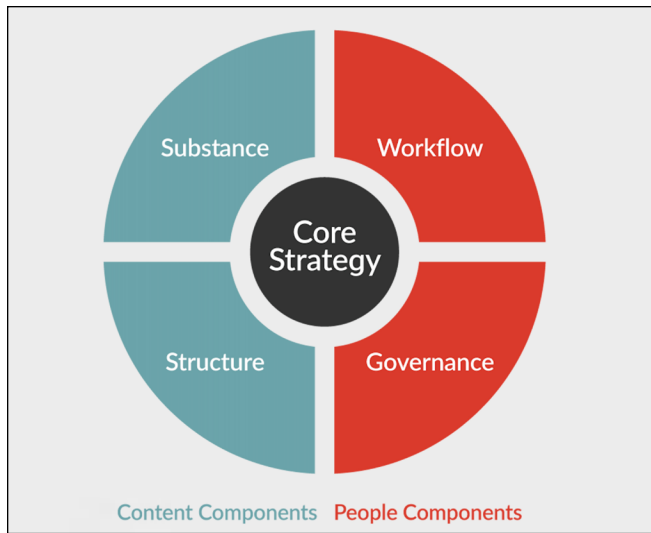 Substance
Workflow
Core
Strategy
Structure
Governance
Content Components People Components